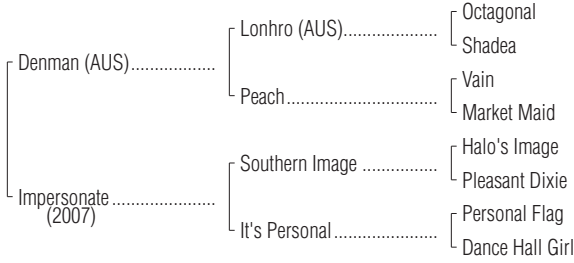 Octagonal
Lonhro (AUS)....................
Shadea
Denman (AUS)..................
Vain
Peach................................
Market Maid
Halo's Image
Southern Image ................
Pleasant Dixie
Impersonate......................
(2007)
Personal Flag
It's Personal......................
Dance Hall Girl